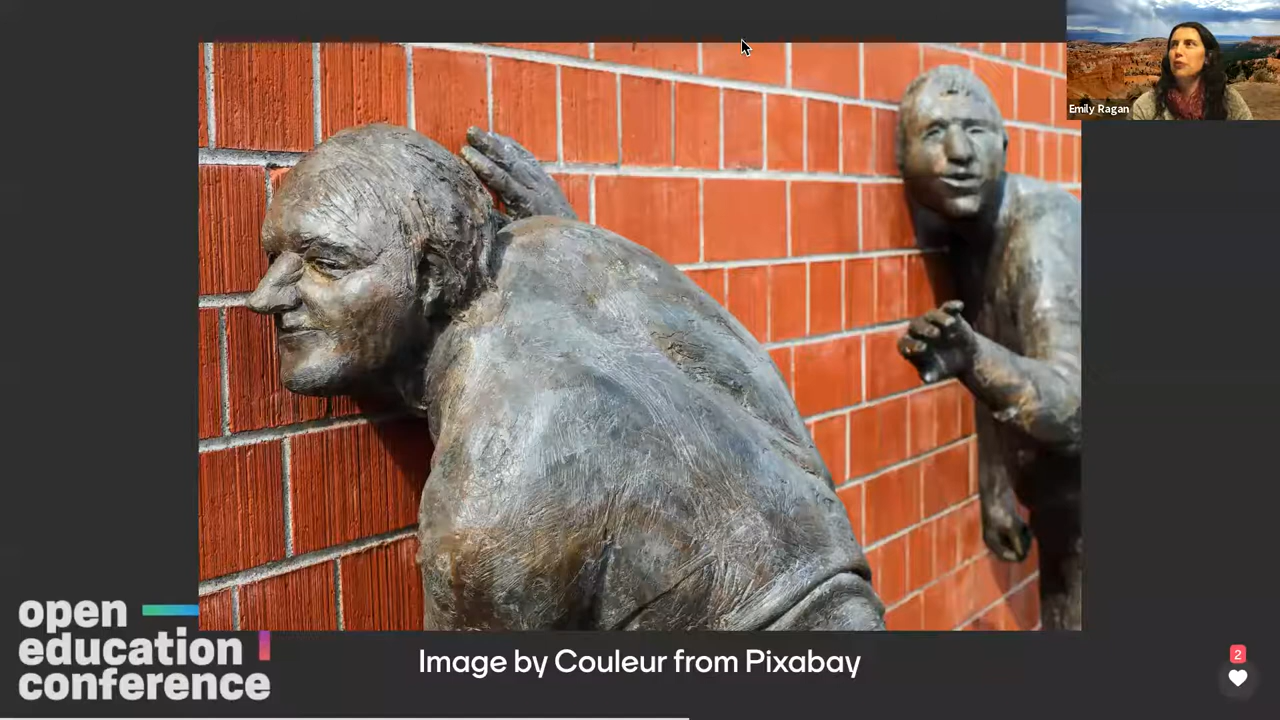 Emily Ragan
open
education
conference
Image by Couleur from Pixabay
2